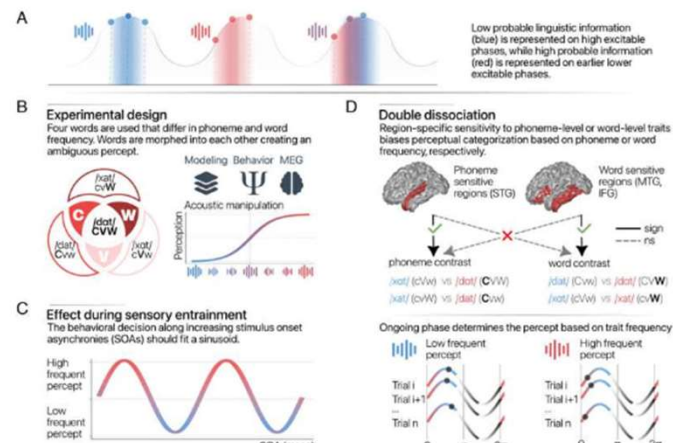 A
Low probable linguistic information
(blue) is represented on high excitable
phases, while high probable information
(red) is represented on earlier lower
excitable phases.
B
Experimental design
Four words are used that differ in phoneme and word
frequency. Words are morphed into each other creating an
ambiguous percept.
/xat/
cvW
C
W
/dat/
CVW
/dat/
Cvw
V
/xɑt/
cVw
Modeling Behavior MEG
Ψ
Acoustic manipulation
Perception
C
Effect during sensory entrainment
The behavioral decision along increasing stimulus onset
asynchronies (SOAs) should fit a sinusoid.
High
frequent
percept
Low
frequent
percept
D
Double dissociation
Region-specific sensitivity to phoneme-level or word-level traits
biases perceptual categorization based on phoneme or word
frequency, respectively.
Phoneme
sensitive
regions (STG)
Word sensitive
regions (MTG,
IFG)
sign
ns
phoneme contrast
word contrast
/xɑt/ (cVw) vs /dɑt/ (CVW)
/xat/ (cvW) vs /dat/ (Cvw)
/dat/ (Cvw) vs /dɑt/ (CVW)
/xɑt/ (cVw) vs /xat/ (cvW)
Ongoing phase determines the percept based on trait frequency
Low frequent
percept
High frequent
percept
Trial i
Trial i+1
...
Trial n
Trial i
Trial i+1
...
Trial n